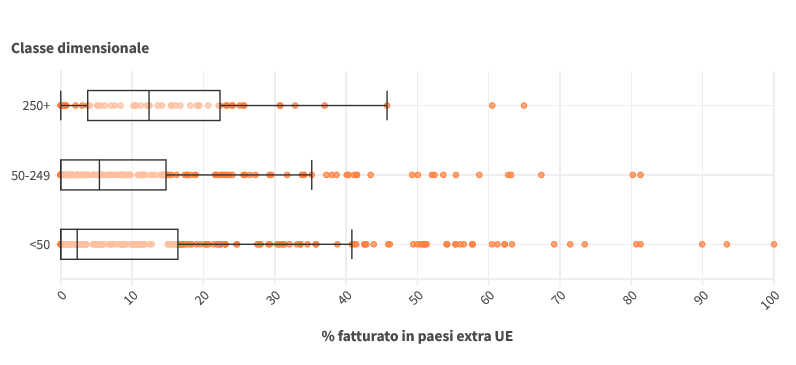 Classe dimensionale
250+
50-249
<50
0 10 20 30 40 50 60 70 80 90 100
% fatturato in paesi extra UE